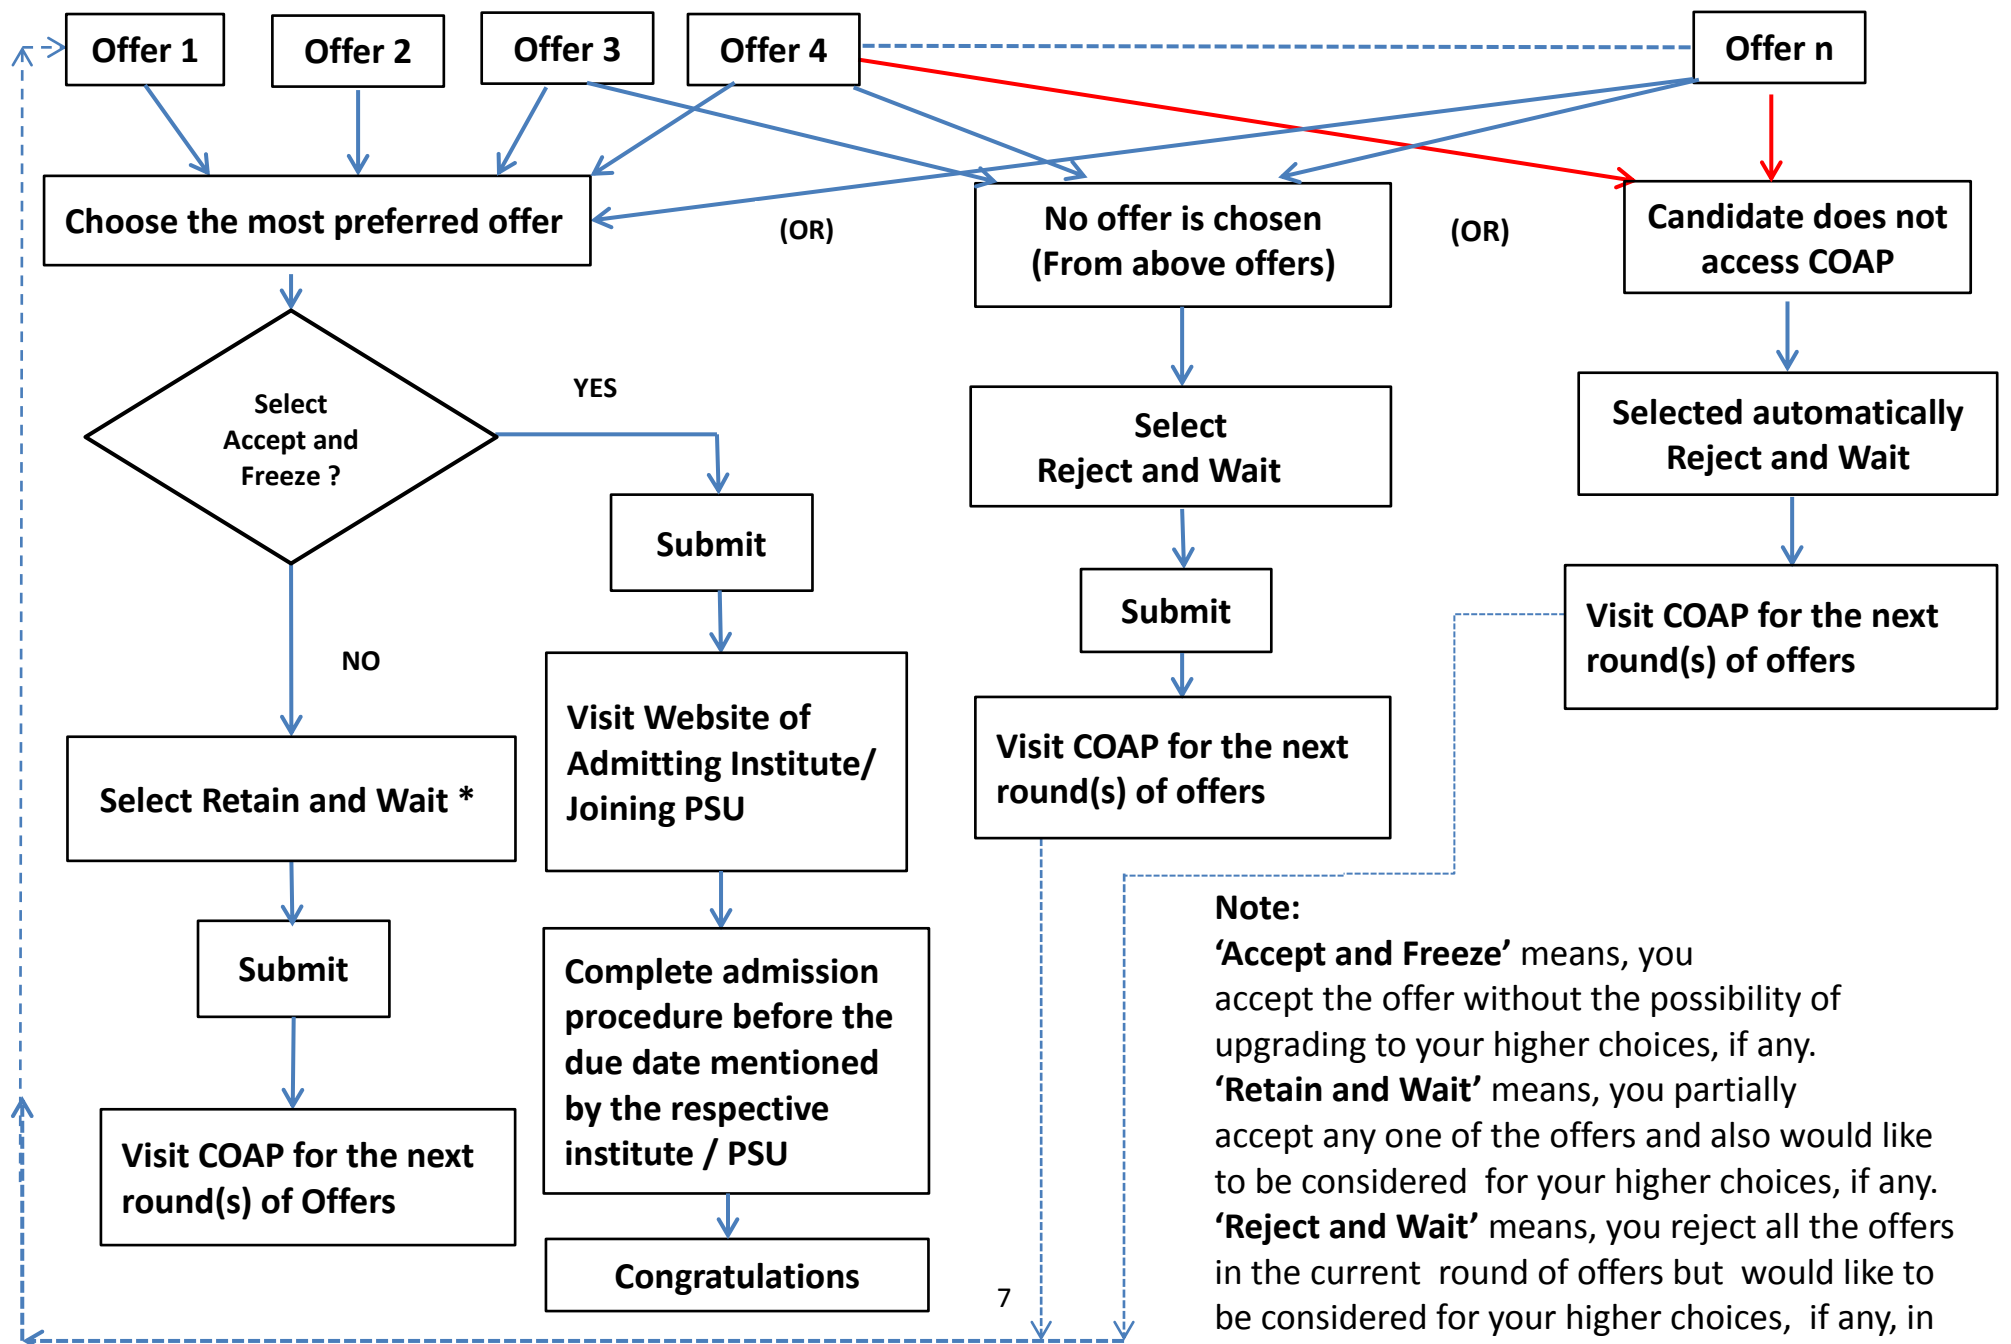 Offer 1
Offer 2
Offer 3
Offer 4
Offer n
Choose the most preferred offer
(OR)
No offer is chosen
(From above offers)
(OR)
Candidate does not
access COAP
Select
Accept and
Freeze ?
YES
NO
Select
Reject and Wait
Selected automatically
Reject and Wait
Submit
Submit
Visit COAP for the next
round(s) of offers
Visit Website of
Admitting Institute/
Joining PSU
Visit COAP for the next
round(s) of offers
Select Retain and Wait *
Submit
Complete admission
procedure before the
due date mentioned
by the respective
institute / PSU
Visit COAP for the next
round(s) of Offers
Congratulations
Note:
‘Accept and Freeze’ means, you
accept the offer without the possibility of
upgrading to your higher choices, if any.
‘Retain and Wait’ means, you partially
accept any one of the offers and also would like
to be considered for your higher choices, if any.
‘Reject and Wait’ means, you reject all the offers
in the current round of offers but would like to
be considered for your higher choices, if any, in
7